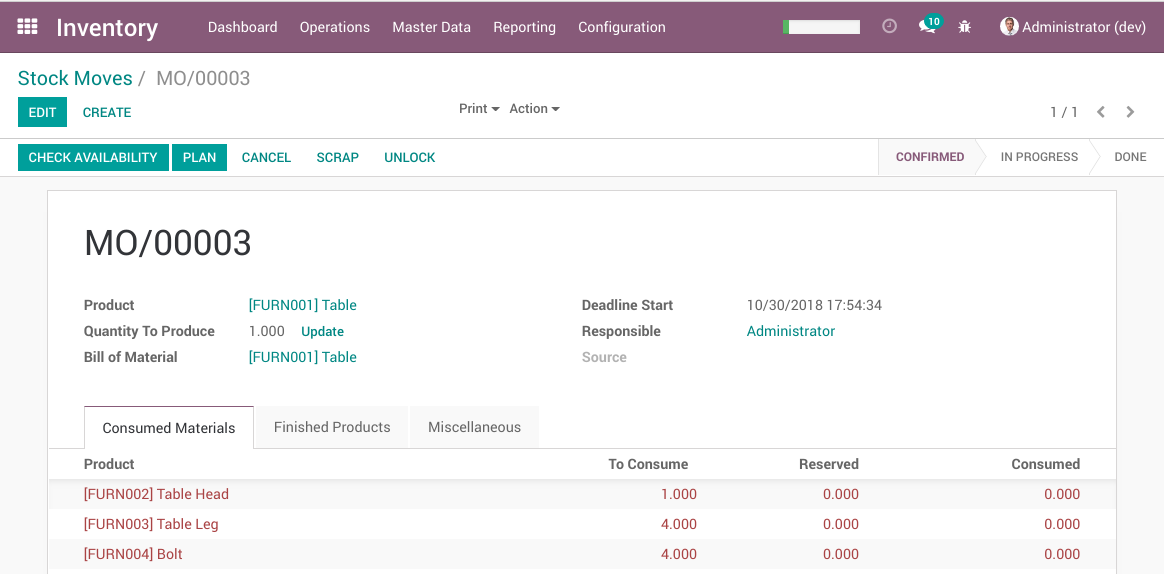 Inventory Dashboard Operations Master Data Reporting Configuration 10 Administrator (dev)
Stock Moves / MO/00003
EDIT CREATE Print Action 1 / 1
CHECK AVAILABILITY PLAN CANCEL SCRAP UNLOCK CONFIRMED IN PROGRESS DONE
MO/00003
Product [FURN001] Table Deadline Start 10/30/2018 17:54:34
Quantity To Produce 1.000 Update Responsible Administrator
Bill of Material [FURN001] Table Source
Consumed Materials Finished Products Miscellaneous
Product To Consume Reserved Consumed
[FURN002] Table Head 1.000 0.000 0.000
[FURN003] Table Leg 4.000 0.000 0.000
[FURN004] Bolt 4.000 0.000 0.000